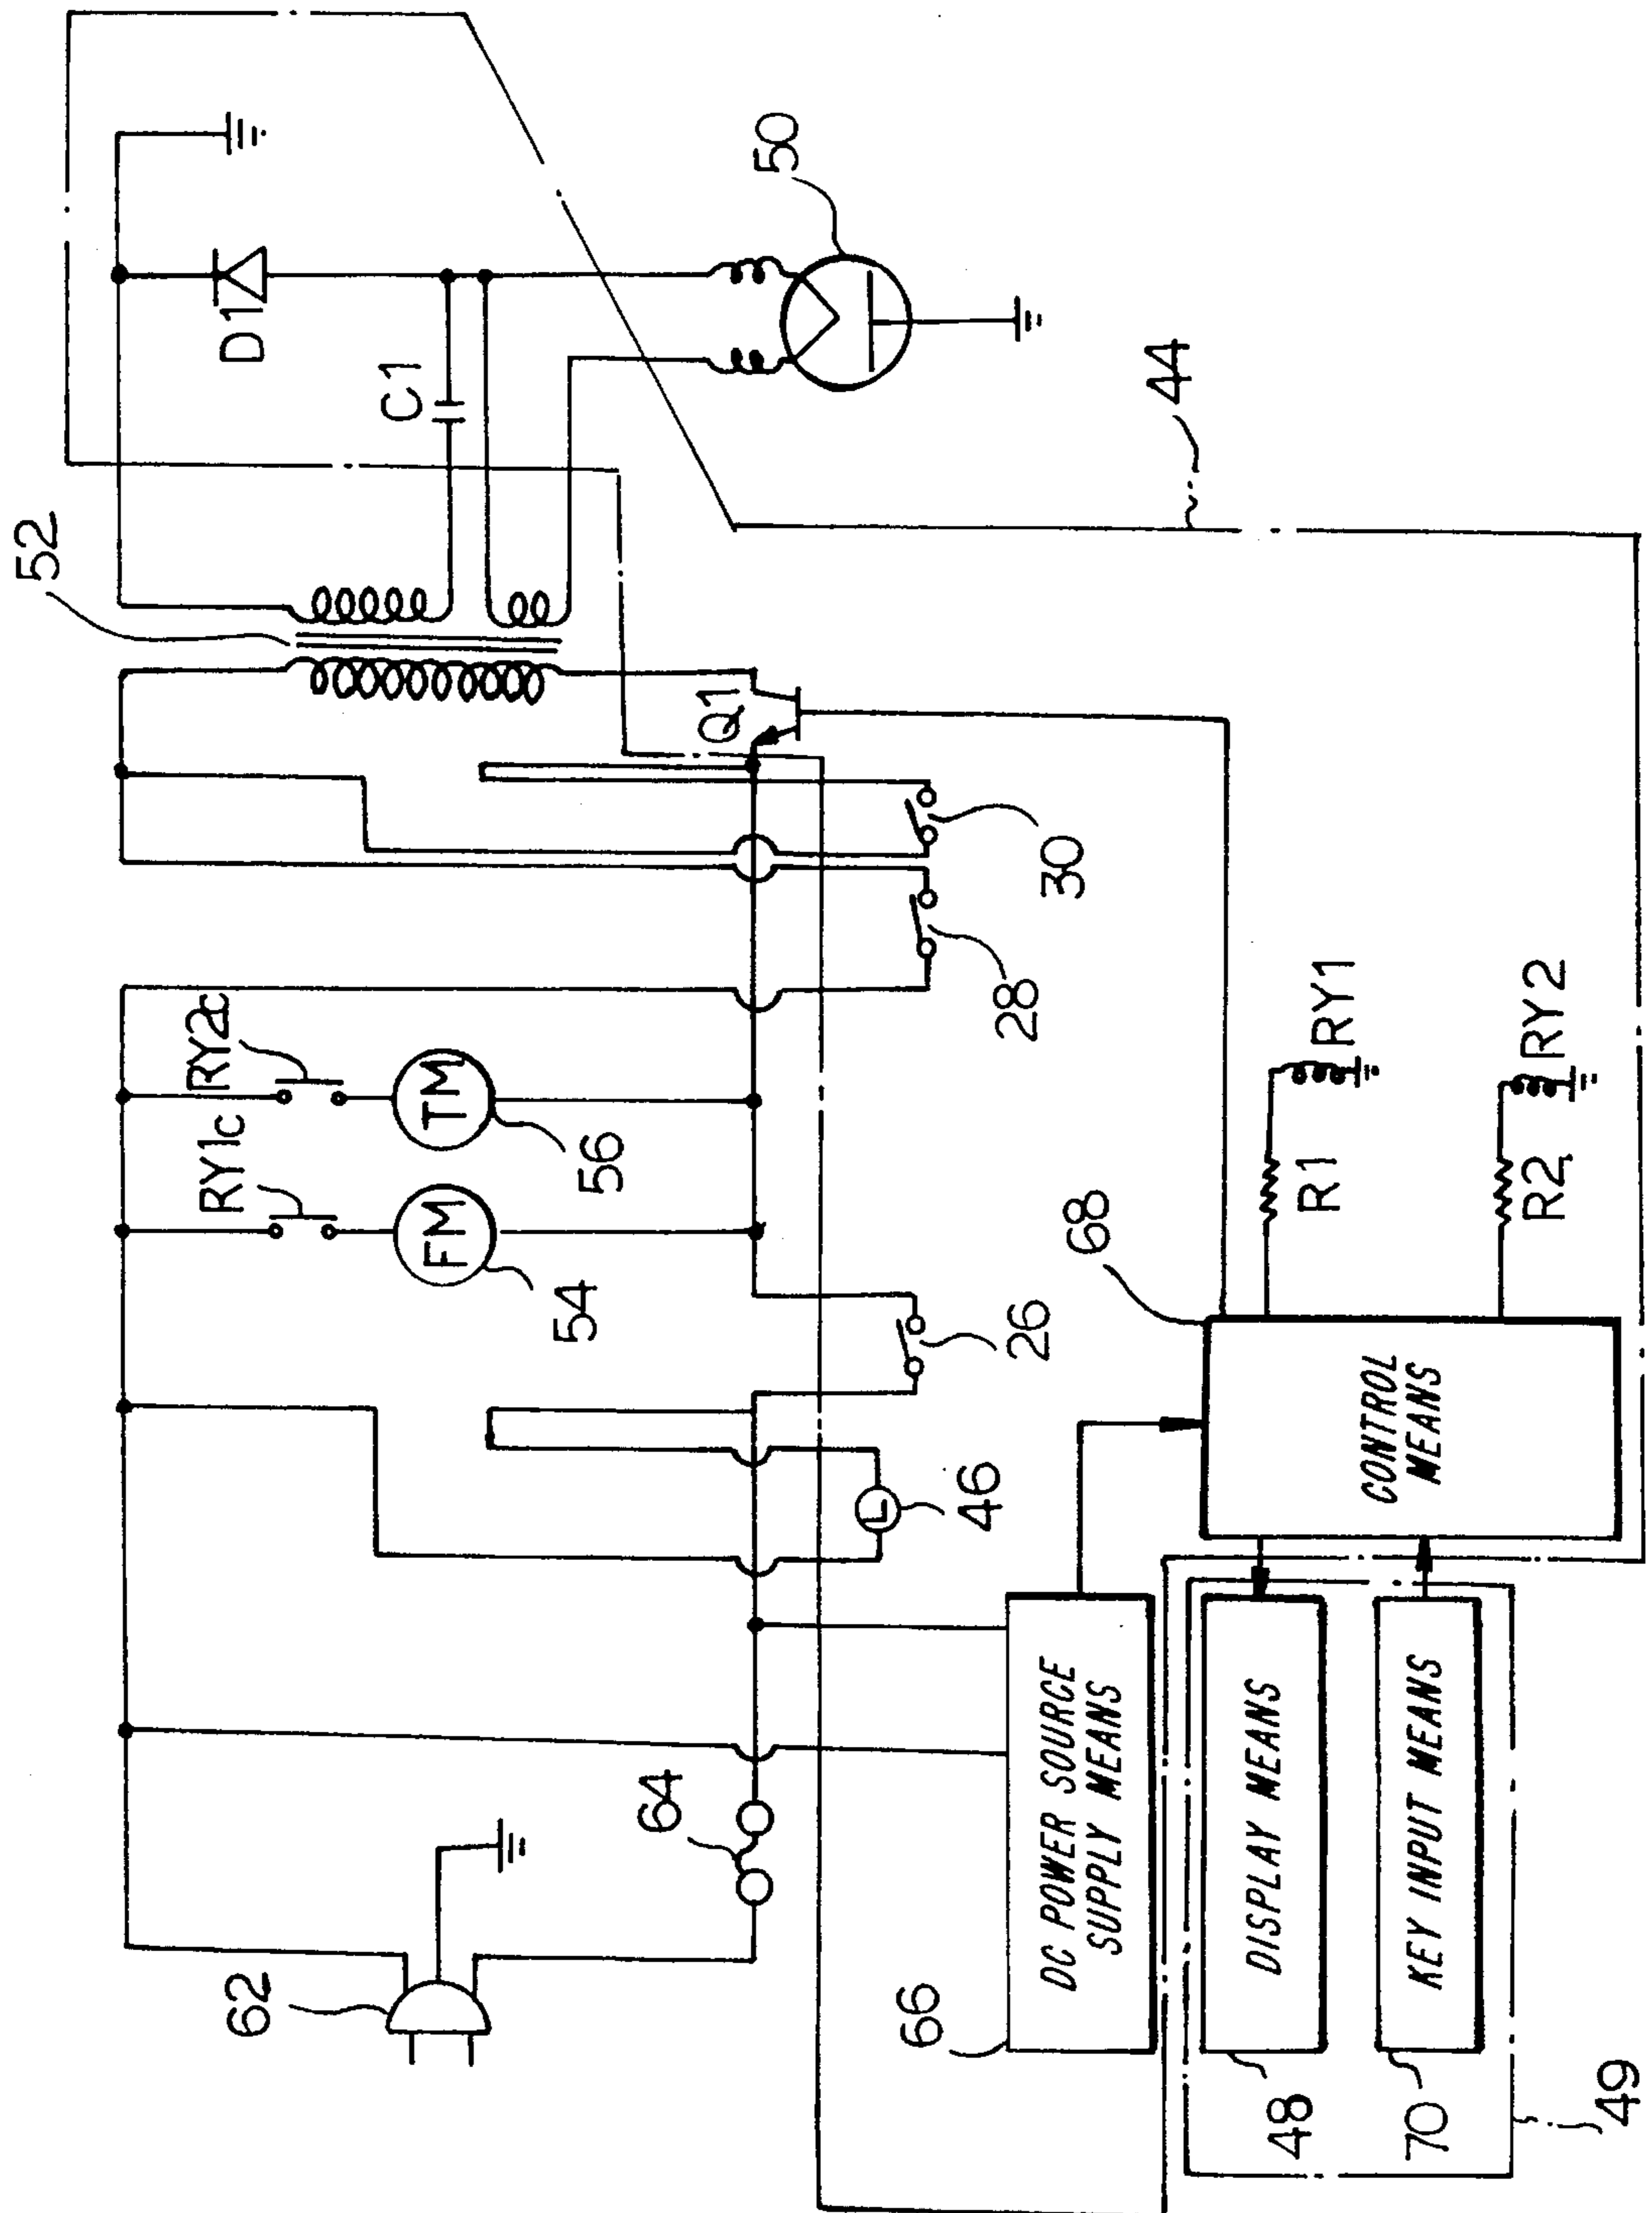 52
D1
C1
50
44
Q1
30
28
RY2c
RY1c
TM
56
FM
54
26
RY1
R1
RY2
R2
68
CONTROL
MEANS
L
46
64
62
66
DC POWER SOURCE
SUPPLY MEANS
DISPLAY MEANS
48
KEY INPUT MEANS
70
49